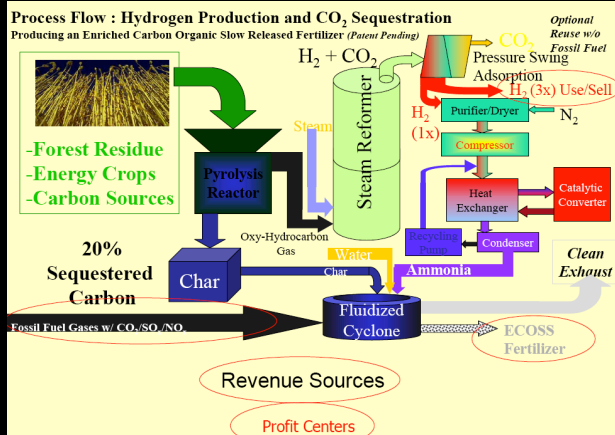 Process Flow : Hydrogen Production and CO2 Sequestration
Producing an Enriched Carbon Organic Slow Released Fertilizer (Patent Pending)
Optional
Reuse w/o
Fossil Fuel
CO2
H2 + CO2
Pressure Swing
Adsorption
H2 (3x) Use/Sell
H2
(1x)
Purifier/Dryer
N2
Compressor
Steam
Steam Reformer
-Forest Residue
-Energy Crops
-Carbon Sources
Pyrolysis
Reactor
Heat
Exchanger
Catalytic
Converter
Oxy-Hydrocarbon
Gas
Recycling
Pump
Condenser
20%
Sequestered
Carbon
Char
Water
Char
Ammonia
Clean
Exhaust
Fossil Fuel Gases w/ CO2/SOx/NOx
Fluidized
Cyclone
ECOSS
Fertilizer
Revenue Sources
Profit Centers